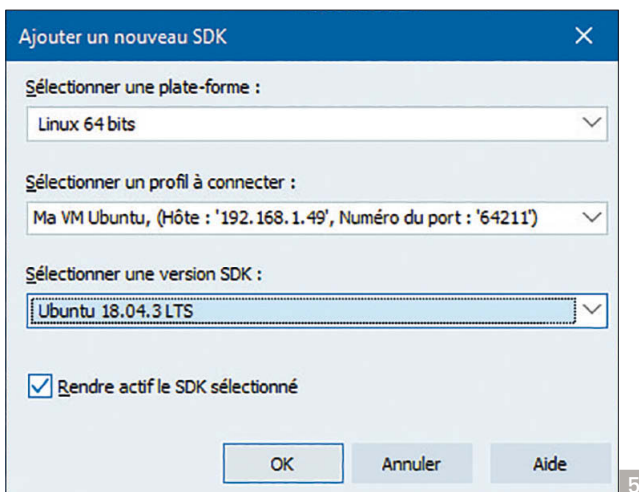 Ajouter un nouveau SDK
Sélectionner une plate-forme :
Linux 64 bits
Sélectionner un profil à connecter :
Ma VM Ubuntu, (Hôte : '192.168.1.49', Numéro du port : '64211')
Sélectionner une version SDK :
Ubuntu 18.04.3 LTS
Rendre actif le SDK sélectionné
OK Annuler Aide
5